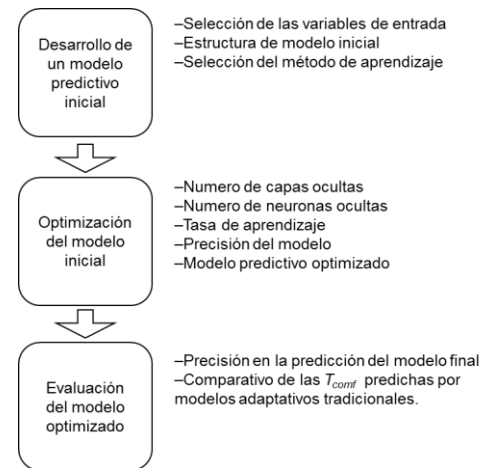 Desarrollo de
un modelo
predictivo
inicial
–Selección de las variables de entrada
–Estructura de modelo inicial
–Selección del método de aprendizaje
Optimización
del modelo
inicial
–Numero de capas ocultas
–Numero de neuronas ocultas
–Tasa de aprendizaje
–Precisión del modelo
–Modelo predictivo optimizado
Evaluación
del modelo
optimizado
–Precisión en la predicción del modelo final
–Comparativo de las Tcomf predichas por
modelos adaptativos tradicionales.